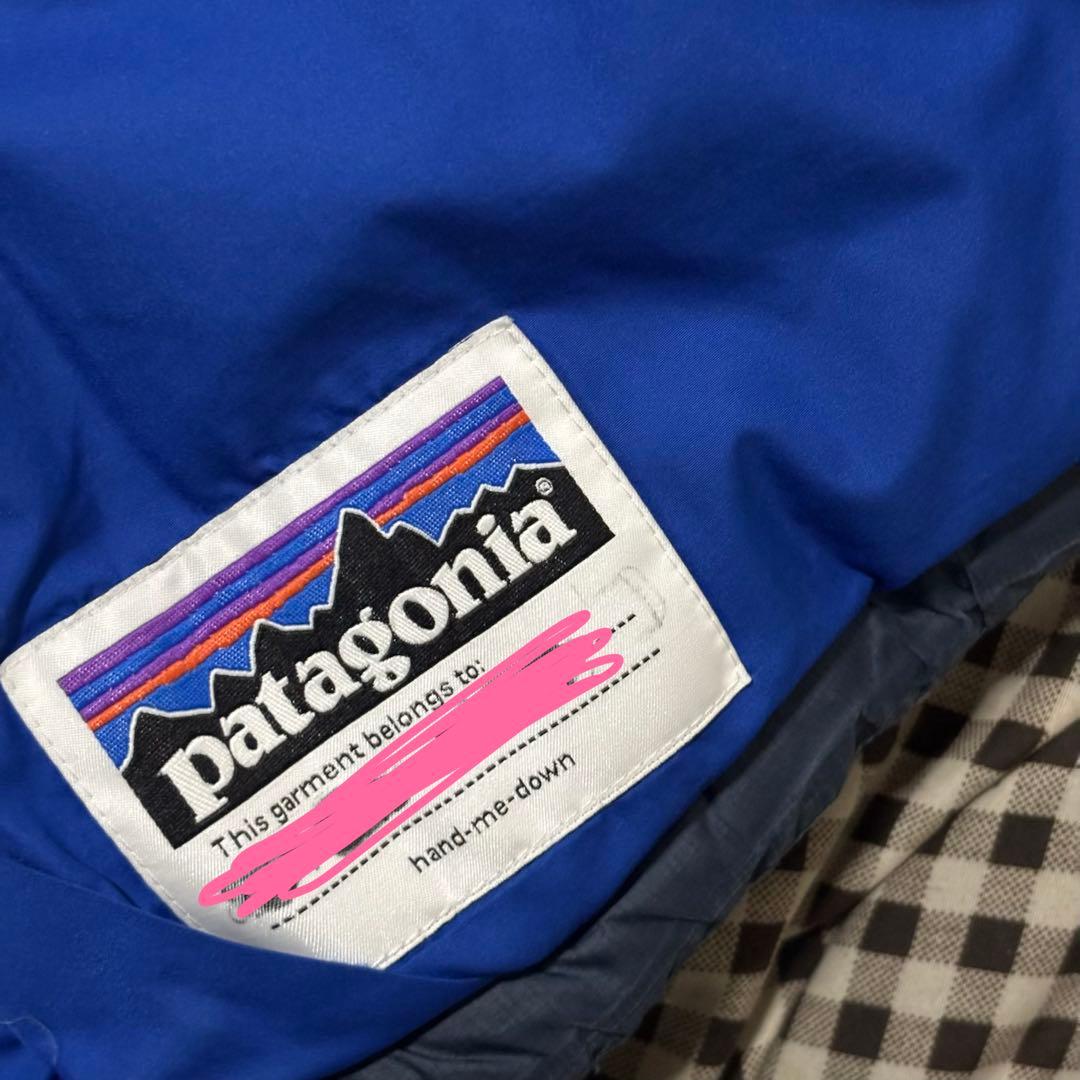 patagonia®
This garment belongs to:
hand-me-down